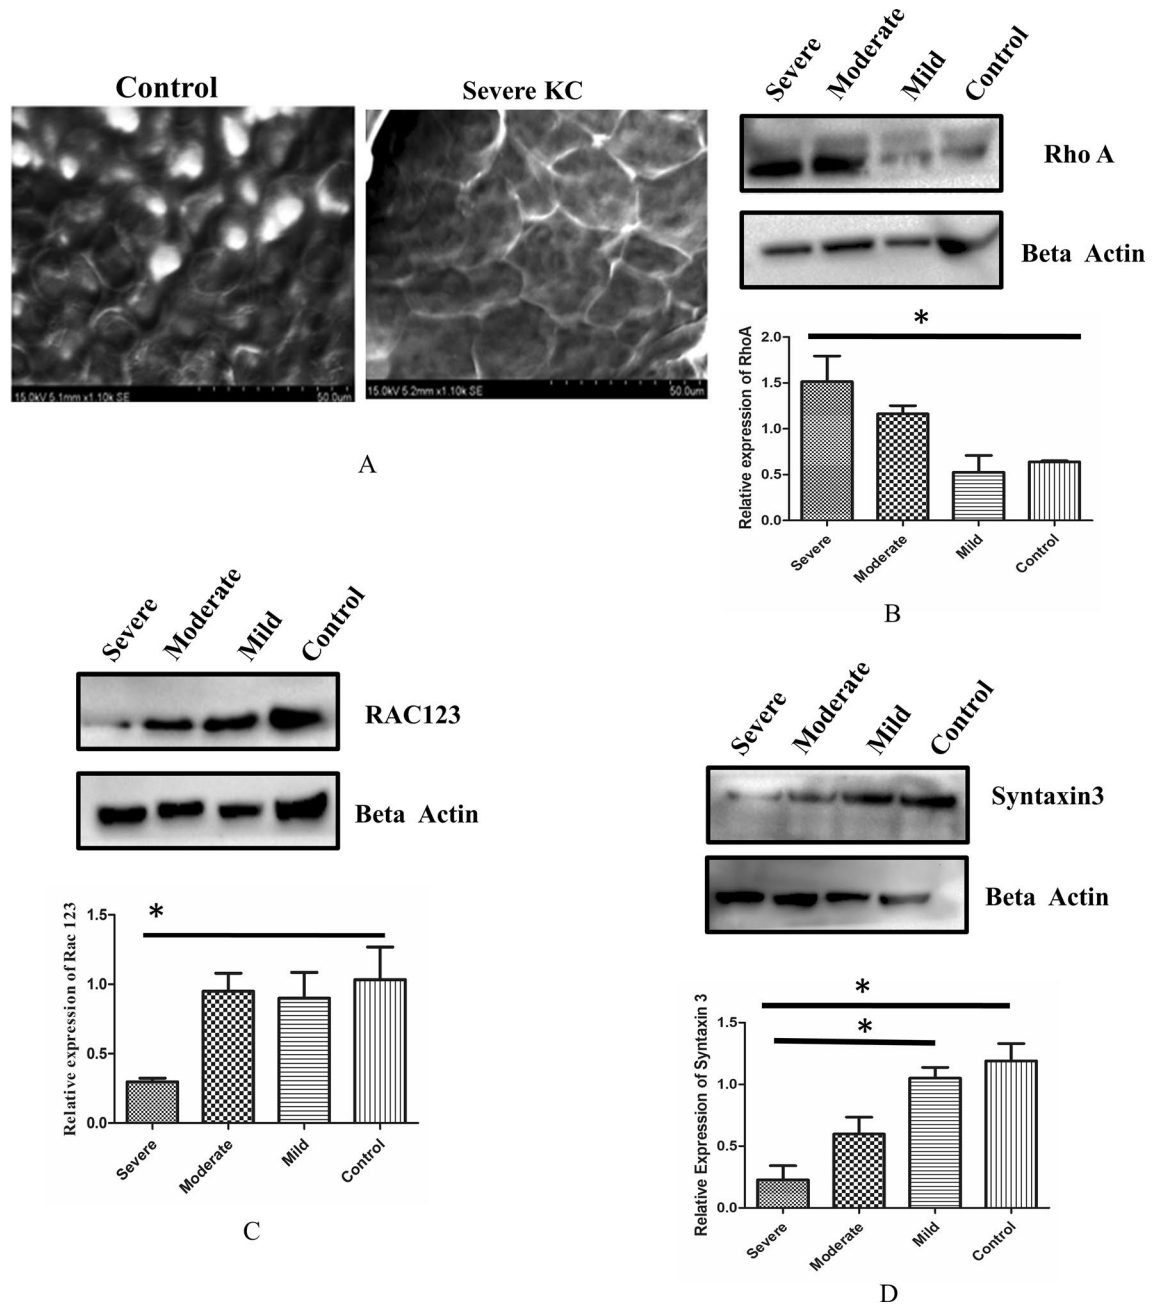 Control
Severe KC
15.0kV 5.1mm x1.10k SE
50.0um
15.0kV 5.2mm x1.10k SE
50.0um
A
Severe
Moderate
Mild
Control
Rho A
Beta Actin
*
Relative expression of RhoA
2.0
1.5
1.0
0.5
0.0
Severe
Moderate
Mild
Control
B
Severe
Moderate
Mild
Control
RAC123
Beta Actin
*
Relative expression of Rac 123
1.5
1.0
0.5
0.0
Severe
Moderate
Mild
Control
C
Severe
Moderate
Mild
Control
Syntaxin3
Beta Actin
*
*
Relative Expression of Syntaxin 3
1.5
1.0
0.5
0.0
Severe
Moderate
Mild
Control
D